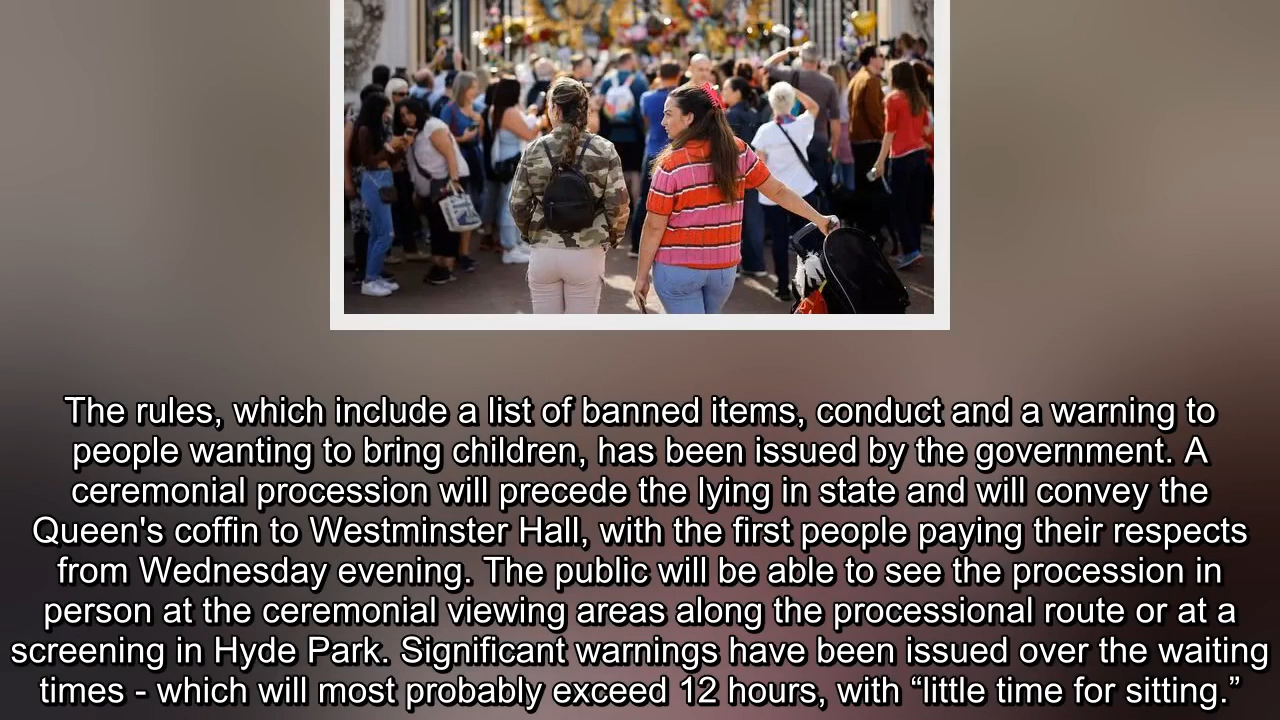 The rules, which include a list of banned items, conduct and a warning to
people wanting to bring children, has been issued by the government. A
ceremonial procession will precede the lying in state and will convey the
Queen's coffin to Westminster Hall, with the first people paying their respects
from Wednesday evening. The public will be able to see the procession in
person at the ceremonial viewing areas along the processional route or at a
screening in Hyde Park. Significant warnings have been issued over the waiting
times - which will most probably exceed 12 hours, with “little time for sitting.”